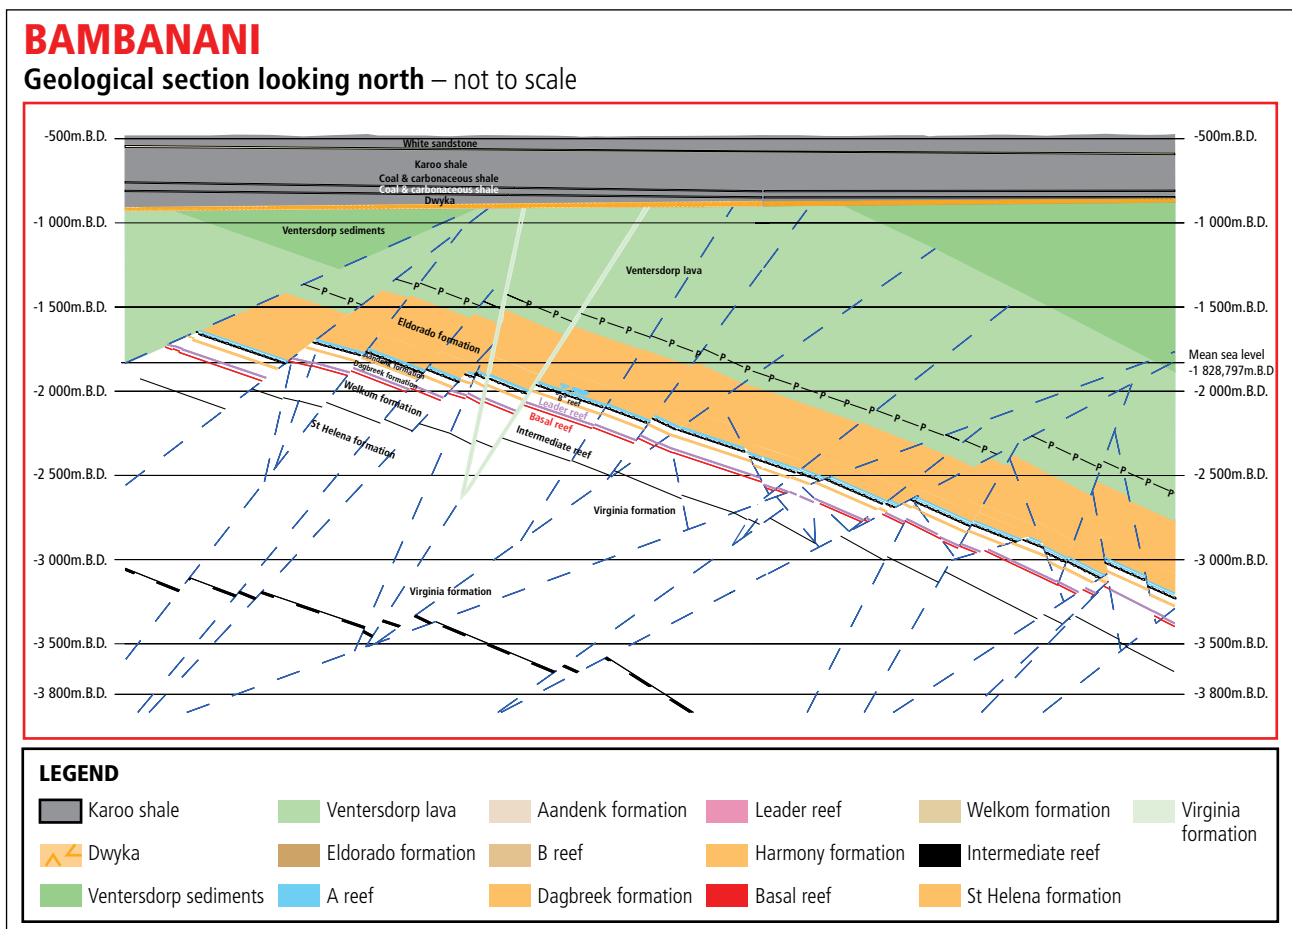 BAMBANANI
Geological section looking north – not to scale
-500m.B.D.
-500m.B.D.
White sandstone
Karoo shale
Coal & carbonaceous shale
Coal & carbonaceous shale
Dwyka
-1 000m.B.D.
-1 000m.B.D.
Ventersdorp sediments
Ventersdorp lava
P P P P P P P P P P P P P P P P P P
-1 500m.B.D.
-1 500m.B.D.
Eldorado formation
Mean sea level
-1 828,797m.B.D
Aandenk formation
Dagbreek formation
-2 000m.B.D.
-2 000m.B.D.
Welkom formation
B" reef
Leader reef
Basal reef
St Helena formation
Intermediate reef
-2 500m.B.D.
-2 500m.B.D.
Virginia formation
-3 000m.B.D.
-3 000m.B.D.
Virginia formation
-3 500m.B.D.
-3 500m.B.D.
-3 800m.B.D.
-3 800m.B.D.
LEGEND
Karoo shale
Ventersdorp lava
Aandenk formation
Leader reef
Welkom formation
Virginia
formation
Dwyka
Eldorado formation
B reef
Harmony formation
Intermediate reef
Ventersdorp sediments
A reef
Dagbreek formation
Basal reef
St Helena formation